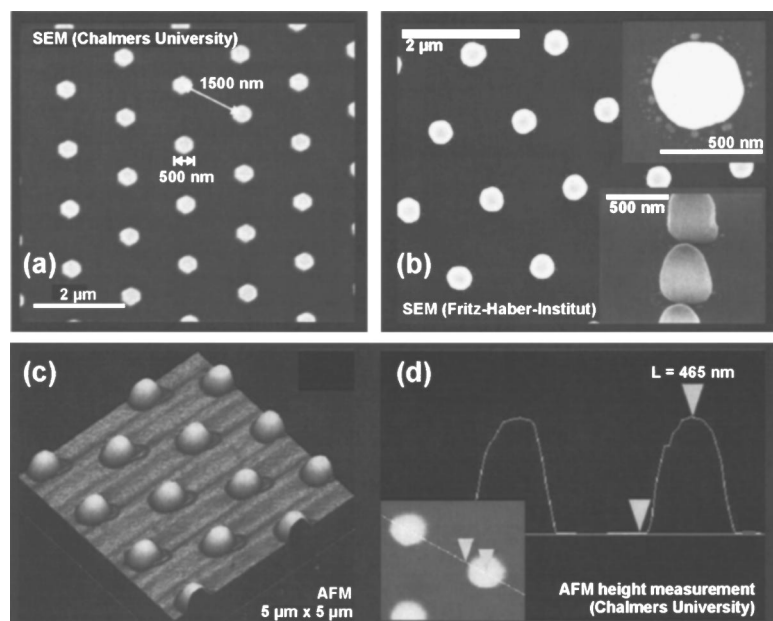 SEM (Chalmers University)
1500 nm
500 nm
(a)
2 µm
2 µm
500 nm
500 nm
(b)
SEM (Fritz-Haber-Institut)
(c)
AFM
5 µm x 5 µm
(d)
L = 465 nm
AFM height measurement
(Chalmers University)